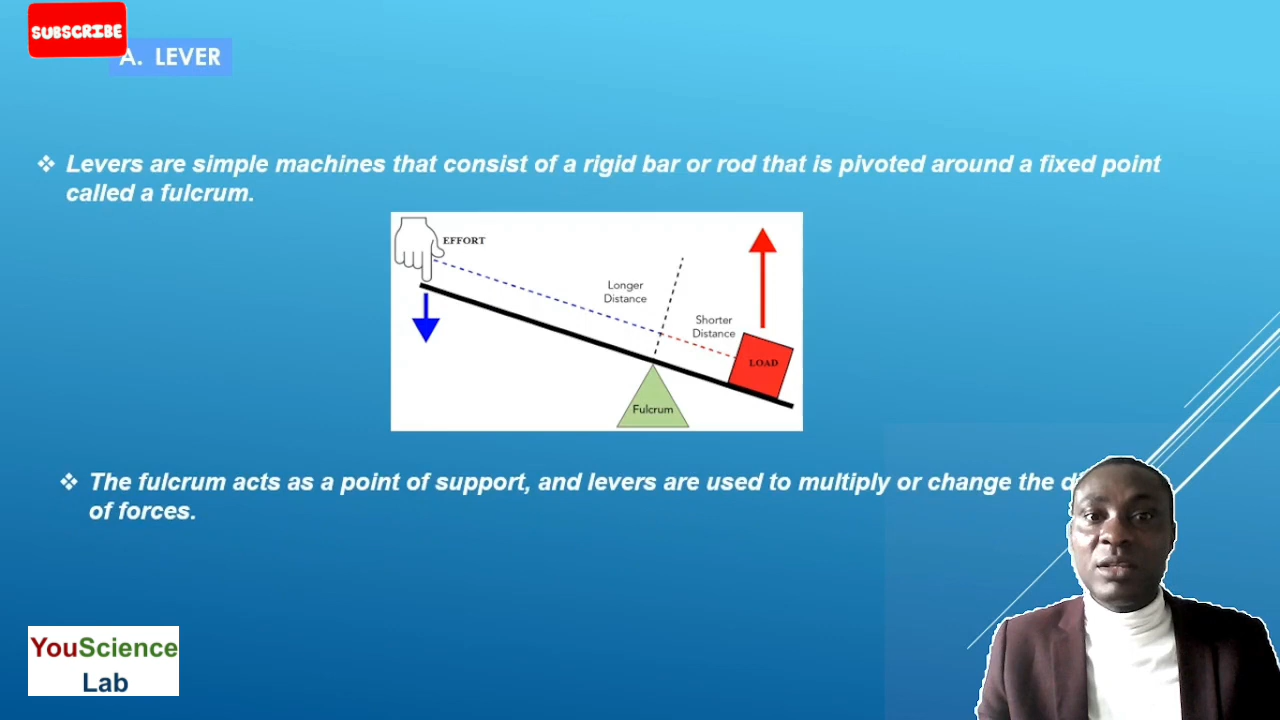 SUBSCRIBE
A. LEVER
❖ Levers are simple machines that consist of a rigid bar or rod that is pivoted around a fixed point
called a fulcrum.
EFFORT
Longer
Distance
Shorter
Distance
LOAD
Fulcrum
❖ The fulcrum acts as a point of support, and levers are used to multiply or change the
of forces.
YouScience
Lab